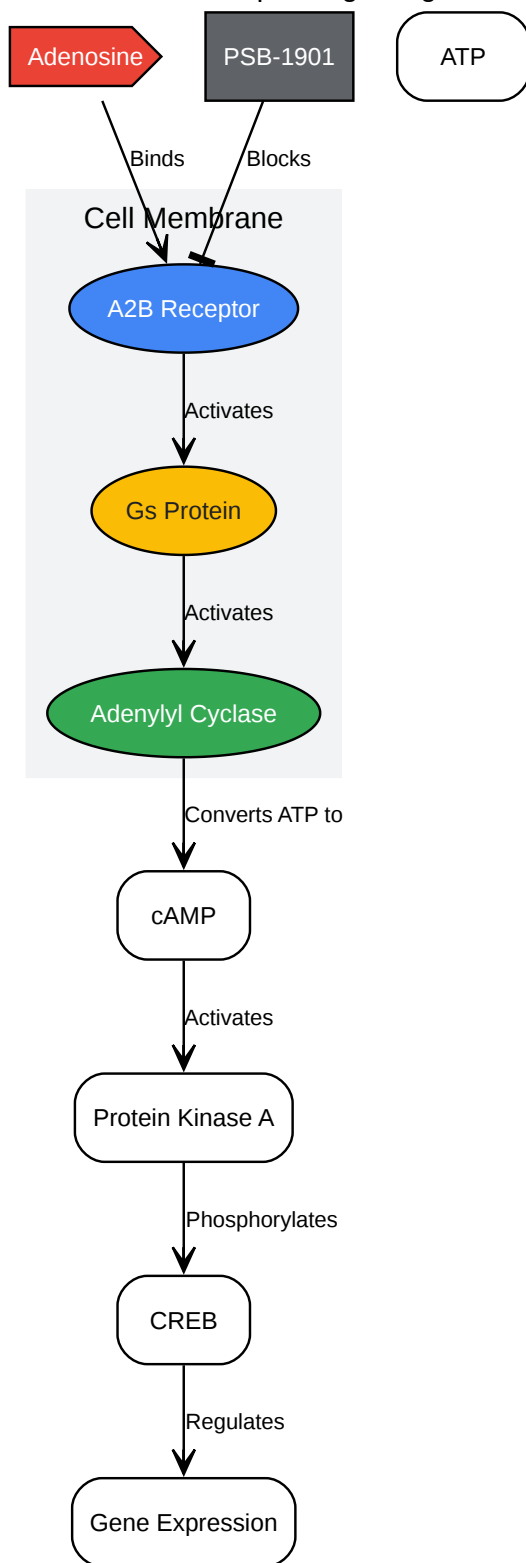 Adenosine
PSB-1901
ATP
Binds
Blocks
Cell Membrane
A2B Receptor
Activates
Gs Protein
Activates
Adenylyl Cyclase
Converts ATP to
cAMP
Activates
Protein Kinase A
Phosphorylates
CREB
Regulates
Gene Expression